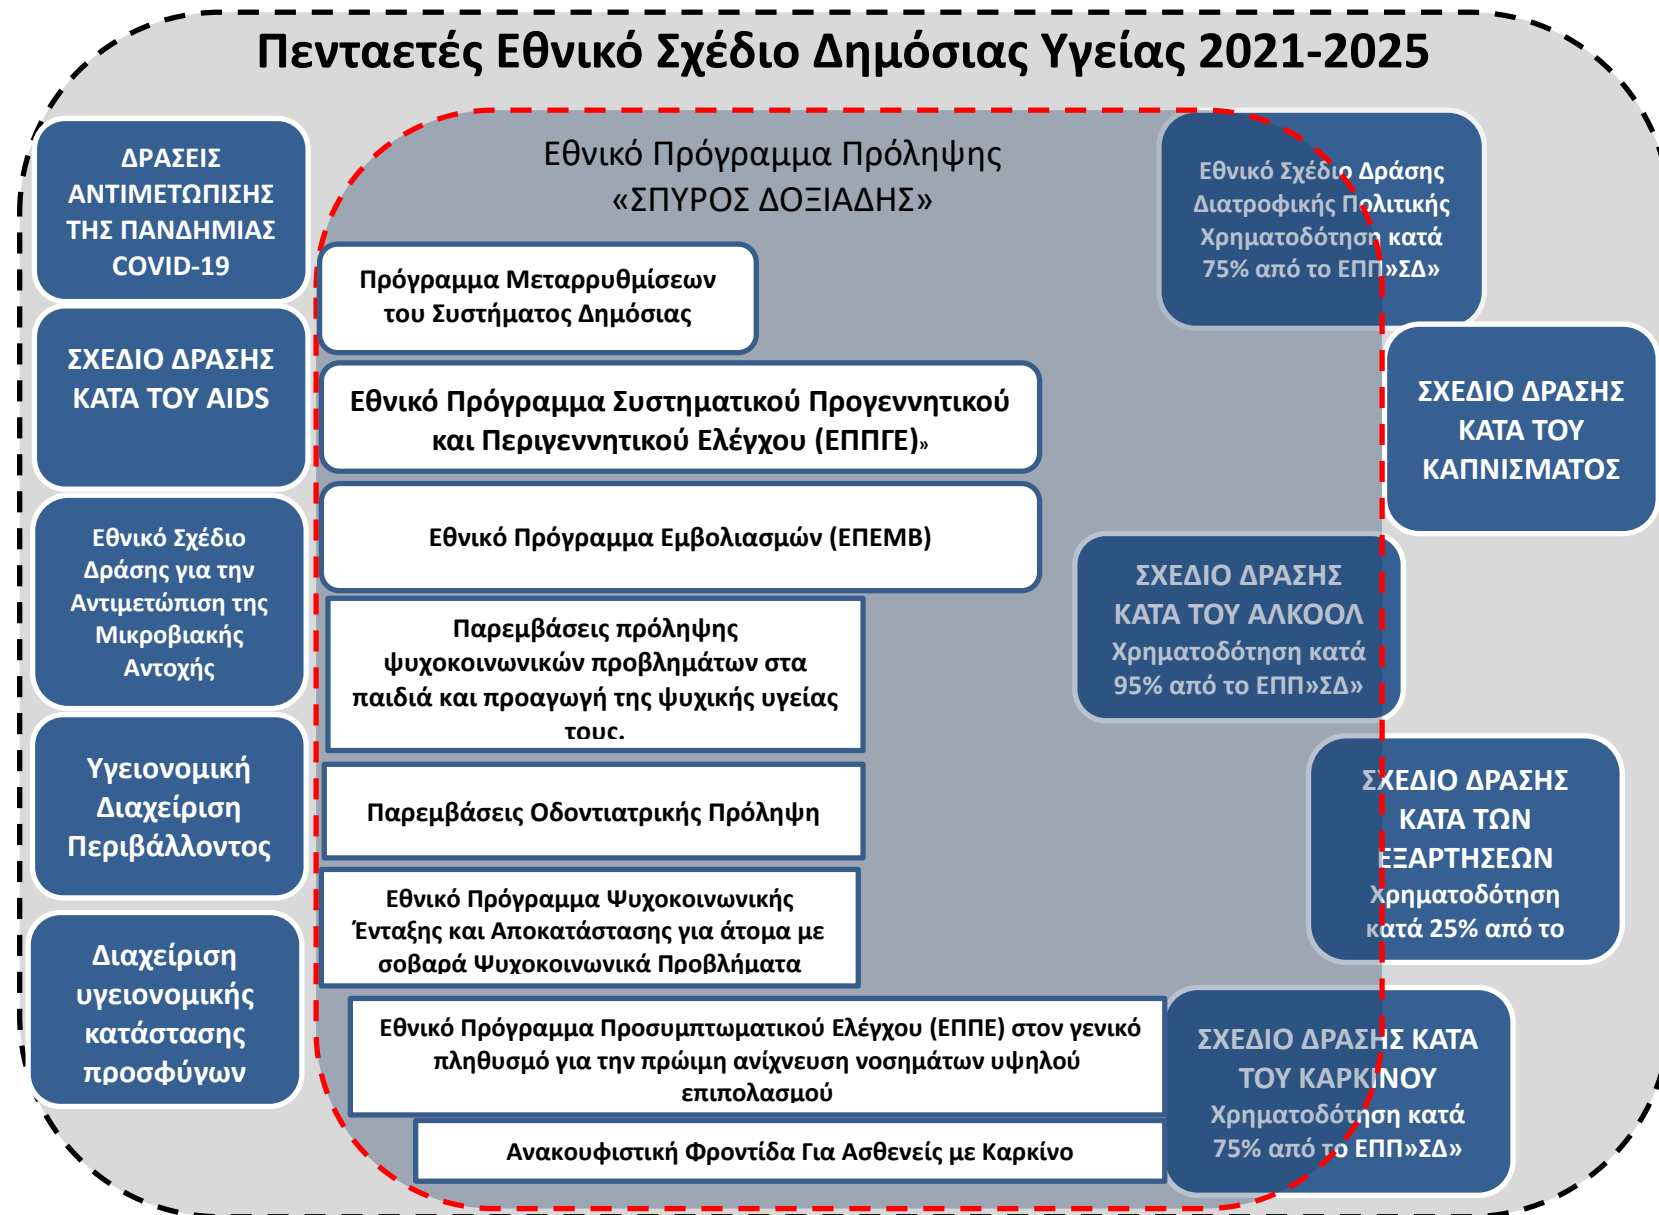 Πενταετές Εθνικό Σχέδιο Δημόσιας Υγείας 2021-2025
ΔΡΑΣΕΙΣ
ΑΝΤΙΜΕΤΩΠΙΣΗΣ
ΤΗΣ ΠΑΝΔΗΜΙΑΣ
COVID-19
ΣΧΕΔΙΟ ΔΡΑΣΗΣ
ΚΑΤΑ ΤΟΥ AIDS
Εθνικό Σχέδιο
Δράσης για την
Αντιμετώπιση της
Μικροβιακής
Αντοχής
Υγειονομική
Διαχείριση
Περιβάλλοντος
Διαχείριση
υγειονομικής
κατάστασης
προσφύγων
Εθνικό Πρόγραμμα Πρόληψης
«ΣΠΥΡΟΣ ΔΟΞΙΑΔΗΣ»
Πρόγραμμα Μεταρρυθμίσεων
του Συστήματος Δημόσιας
Εθνικό Πρόγραμμα Συστηματικού Προγεννητικού
και Περιγεννητικού Ελέγχου (ΕΠΠΓΕ)»
Εθνικό Πρόγραμμα Εμβολιασμών (ΕΠΕΜΒ)
Παρεμβάσεις πρόληψης
ψυχοκοινωνικών προβλημάτων στα
παιδιά και προαγωγή της ψυχικής υγείας
τους.
Παρεμβάσεις Οδοντιατρικής Πρόληψη
Εθνικό Πρόγραμμα Ψυχοκοινωνικής
Ένταξης και Αποκατάστασης για άτομα με
σοβαρά Ψυχοκοινωνικά Προβλήματα
Εθνικό Πρόγραμμα Προσυμπτωματικού Ελέγχου (ΕΠΠΕ) στον γενικό
πληθυσμό για την πρώιμη ανίχνευση νοσημάτων υψηλού
επιπολασμού
Ανακουφιστική Φροντίδα Για Ασθενείς με Καρκίνο
Εθνικό Σχέδιο Δράσης
Διατροφικής Πολιτικής
Χρηματοδότηση κατά
75% από το ΕΠΠ»ΣΔ»
ΣΧΕΔΙΟ ΔΡΑΣΗΣ
ΚΑΤΑ ΤΟΥ
ΚΑΠΝΙΣΜΑΤΟΣ
ΣΧΕΔΙΟ ΔΡΑΣΗΣ
ΚΑΤΑ ΤΟΥ ΑΛΚΟΟΛ
Χρηματοδότηση κατά
95% από το ΕΠΠ»ΣΔ»
ΣΧΕΔΙΟ ΔΡΑΣΗΣ
ΚΑΤΑ ΤΩΝ
ΕΞΑΡΤΗΣΕΩΝ
Χρηματοδότηση
κατά 25% από το
ΣΧΕΔΙΟ ΔΡΑΣΗΣ ΚΑΤΑ
ΤΟΥ ΚΑΡΚΙΝΟΥ
Χρηματοδότηση κατά
75% από το ΕΠΠ»ΣΔ»